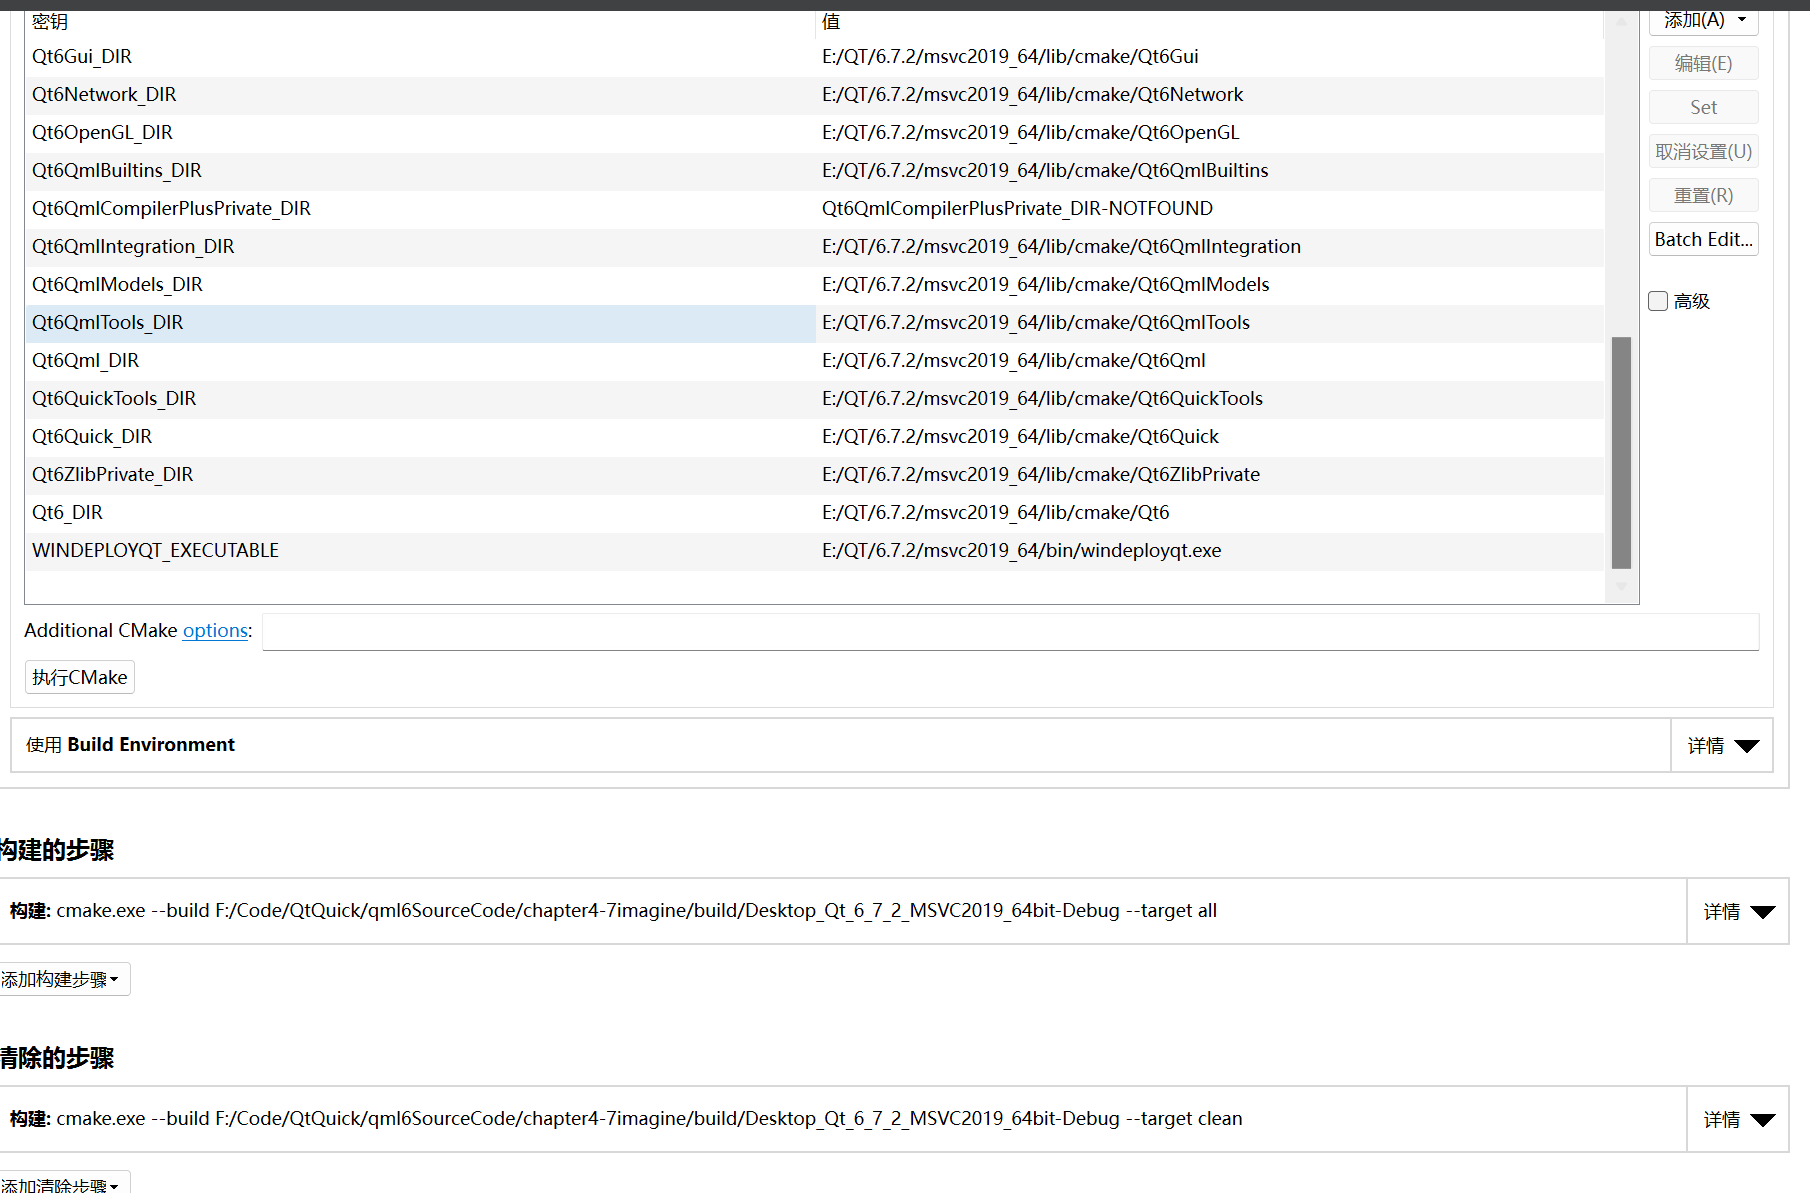 密钥 值 添加(A)
Qt6Gui_DIR E:/QT/6.7.2/msvc2019_64/lib/cmake/Qt6Gui 编辑(E)
Qt6Network_DIR E:/QT/6.7.2/msvc2019_64/lib/cmake/Qt6Network Set
Qt6OpenGL_DIR E:/QT/6.7.2/msvc2019_64/lib/cmake/Qt6OpenGL 取消设置(U)
Qt6QmlBuiltins_DIR E:/QT/6.7.2/msvc2019_64/lib/cmake/Qt6QmlBuiltins 重置(R)
Qt6QmlCompilerPlusPrivate_DIR Qt6QmlCompilerPlusPrivate_DIR-NOTFOUND
Qt6QmlIntegration_DIR E:/QT/6.7.2/msvc2019_64/lib/cmake/Qt6QmlIntegration Batch Edit...
Qt6QmlModels_DIR E:/QT/6.7.2/msvc2019_64/lib/cmake/Qt6QmlModels 高级
Qt6QmlTools_DIR E:/QT/6.7.2/msvc2019_64/lib/cmake/Qt6QmlTools
Qt6Qml_DIR E:/QT/6.7.2/msvc2019_64/lib/cmake/Qt6Qml
Qt6QuickTools_DIR E:/QT/6.7.2/msvc2019_64/lib/cmake/Qt6QuickTools
Qt6Quick_DIR E:/QT/6.7.2/msvc2019_64/lib/cmake/Qt6Quick
Qt6ZlibPrivate_DIR E:/QT/6.7.2/msvc2019_64/lib/cmake/Qt6ZlibPrivate
Qt6_DIR E:/QT/6.7.2/msvc2019_64/lib/cmake/Qt6
WINDEPLOYQT_EXECUTABLE E:/QT/6.7.2/msvc2019_64/bin/windeployqt.exe
Additional CMake options:
执行CMake
使用 Build Environment 详情
构建的步骤
构建: cmake.exe --build F:/Code/QtQuick/qml6SourceCode/chapter4-7imagine/build/Desktop_Qt_6_7_2_MSVC2019_64bit-Debug --target all 详情
添加构建步骤
清除的步骤
构建: cmake.exe --build F:/Code/QtQuick/qml6SourceCode/chapter4-7imagine/build/Desktop_Qt_6_7_2_MSVC2019_64bit-Debug --target clean 详情
添加清除步骤